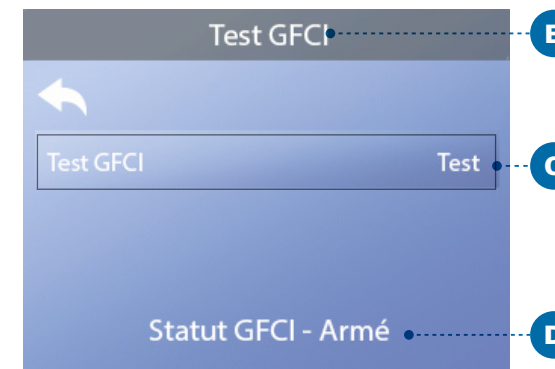 Test GFCI
B
Test GFCI Test
C
Statut GFCI - Armé
D